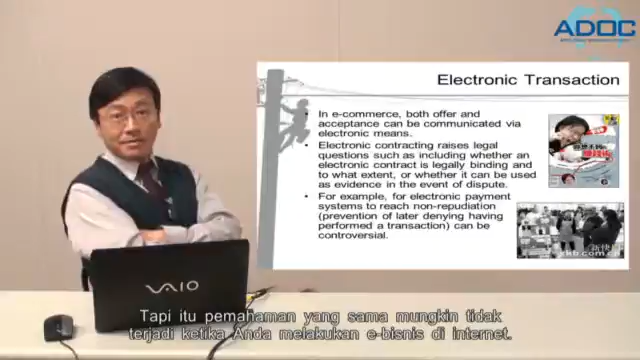 ADOC
Electronic Transaction
• In e-commerce, both offer and
acceptance can be communicated via
electronic means.
• Electronic contracting raises legal
questions such as including whether an
electronic contract is legally binding and
to what extent, or whether it can be used
as evidence in the event of dispute.
• For example, for electronic payment
systems to reach non-repudiation
(prevention of later denying having
performed a transaction) can be
controversial.
VAIO
Tapi itu pemahaman yang sama mungkin tidak
terjadi ketika Anda melakukan e-bisnis di internet.